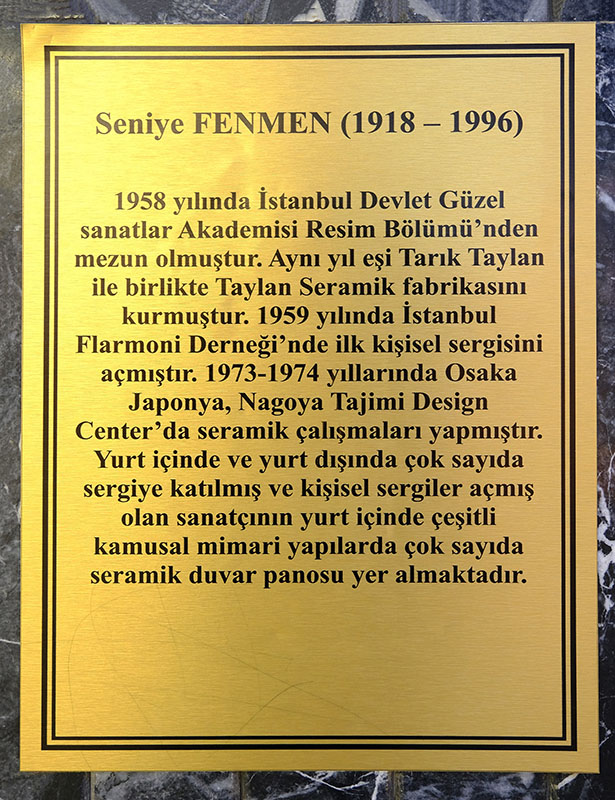 Seniye FENMEN (1918 – 1996)
1958 yılında İstanbul Devlet Güzel
sanatlar Akademisi Resim Bölümü’nden
mezun olmuştur. Aynı yıl eşi Tarık Taylan
ile birlikte Taylan Seramik fabrikasını
kurmuştur. 1959 yılında İstanbul
Flarmoni Derneği’nde ilk kişisel sergisini
açmıştır. 1973-1974 yıllarında Osaka
Japonya, Nagoya Tajimi Design
Center’da seramik çalışmaları yapmıştır.
Yurt içinde ve yurt dışında çok sayıda
sergiye katılmış ve kişisel sergiler açmış
olan sanatçının yurt içinde çeşitli
kamusal mimari yapılarda çok sayıda
seramik duvar panosu yer almaktadır.